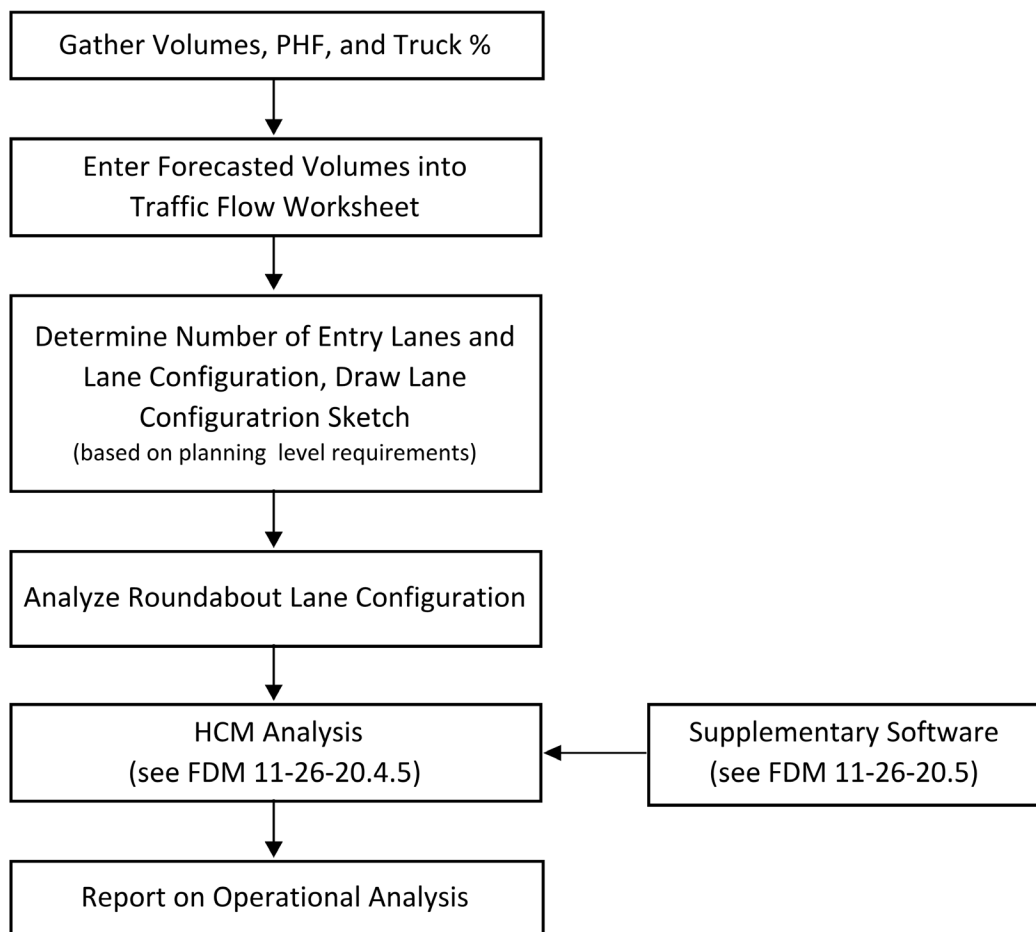 Gather Volumes, PHF, and Truck %
Enter Forecasted Volumes into
Traffic Flow Worksheet
Determine Number of Entry Lanes and
Lane Configuration, Draw Lane
Configuratrion Sketch
(based on planning level requirements)
Analyze Roundabout Lane Configuration
HCM Analysis
(see FDM 11-26-20.4.5)
Supplementary Software
(see FDM 11-26-20.5)
Report on Operational Analysis